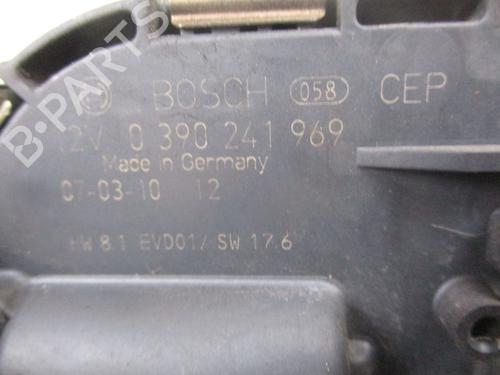 BOSCH 058 CEP
12V 0 390 241 969
Made in Germany
07-03-10 12
HW 8.1 EVD01/ SW 17.6
B-PARTS